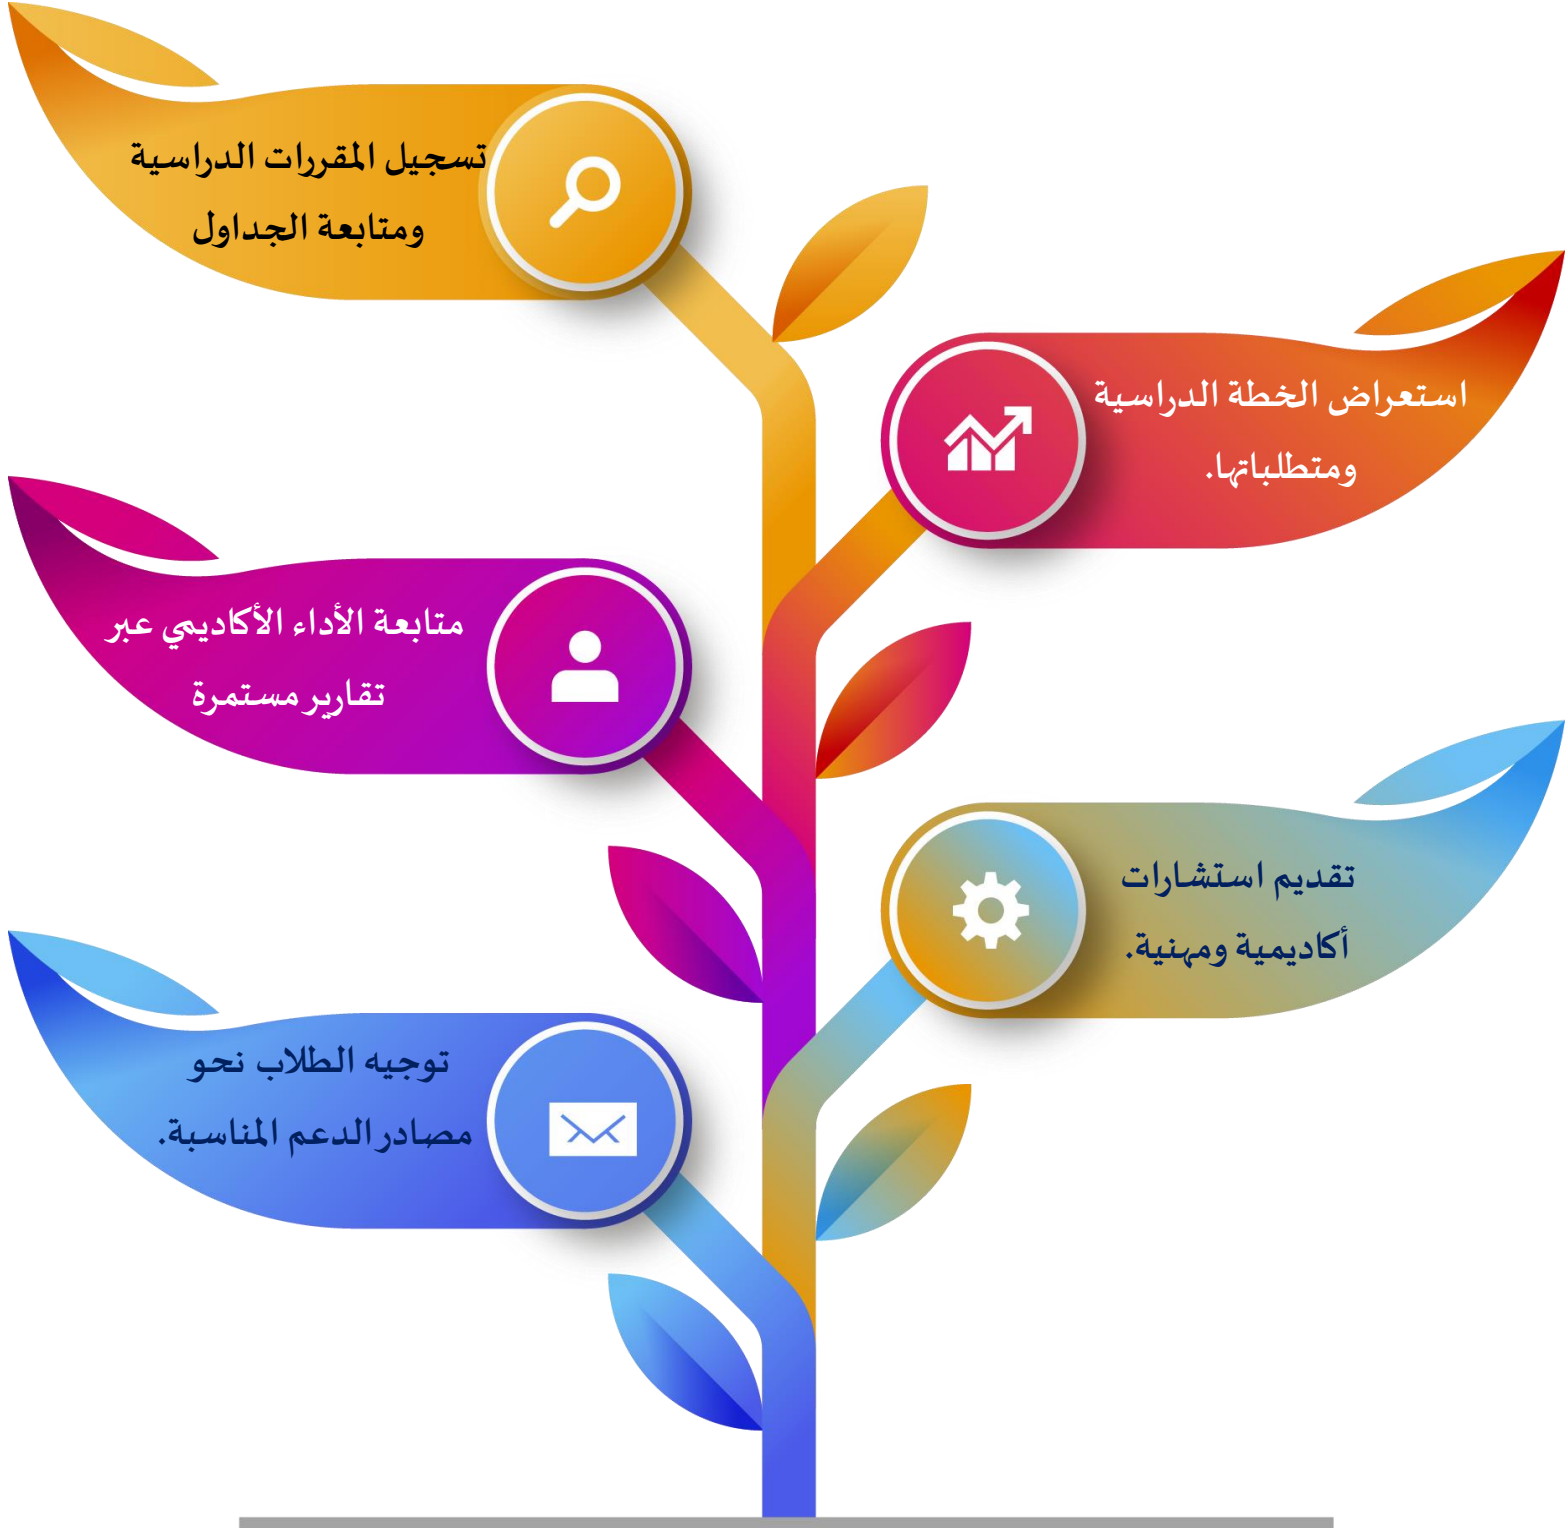 تسجيل المقررات الدراسية
ومتابعة الجداول
استعراض الخطة الدراسية
ومتطلباتها.
متابعة الأداء الأكاديمي عبر
تقارير مستمرة
تقديم استشارات
أكاديمية ومهنية.
توجيه الطلاب نحو
مصادر الدعم المناسبة.